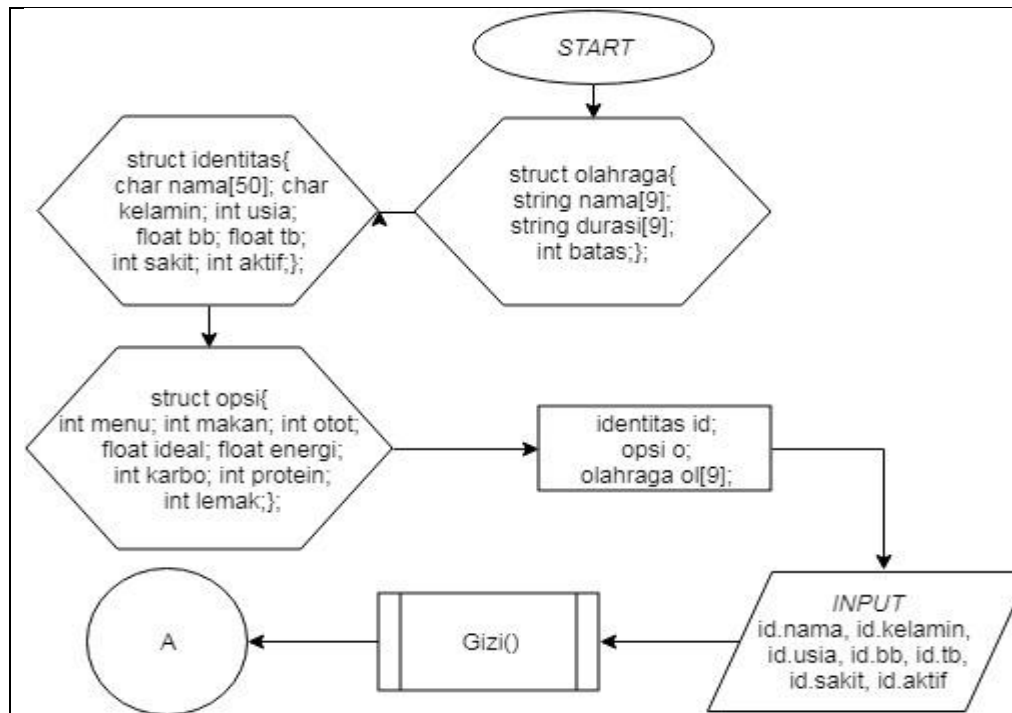 START
struct olahraga{
string nama[9];
string durasi[9];
int batas;};
struct identitas{
char nama[50]; char
kelamin; int usia;
float bb; float tb;
int sakit; int aktif;};
struct opsi{
int menu; int makan; int otot;
float ideal; float energi;
int karbo; int protein;
int lemak;};
identitas id;
opsi o;
olahraga ol[9];
INPUT
id.nama, id.kelamin,
id.usia, id.bb, id.tb,
id.sakit, id.aktif
Gizi()
A